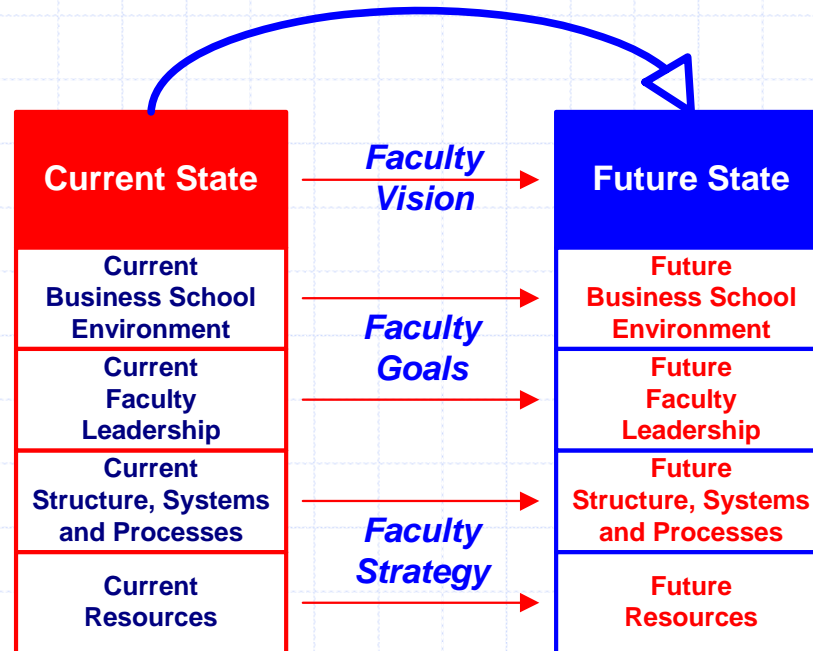 Current State
Faculty
Vision
Future State
Current
Business School
Environment
Future
Business School
Environment
Faculty
Goals
Current
Faculty
Leadership
Future
Faculty
Leadership
Current
Structure, Systems
and Processes
Future
Structure, Systems
and Processes
Faculty
Strategy
Current
Resources
Future
Resources